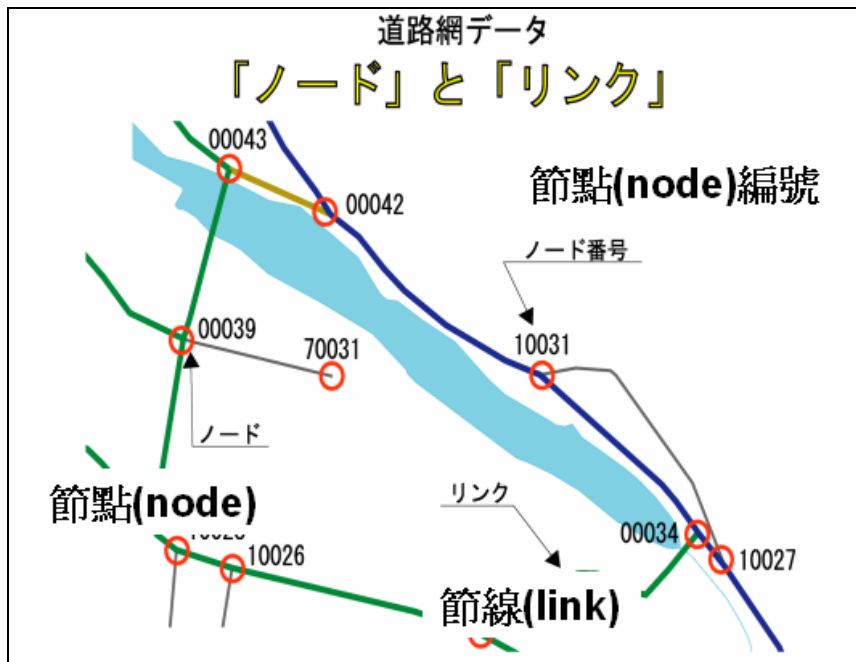 道路網データ
「ノード」と「リンク」
00043
00042
節點(node)編號
ノード番号
00039
70031
10031
ノード
節點(node)
リンク
00034
10026
10027
節線(link)